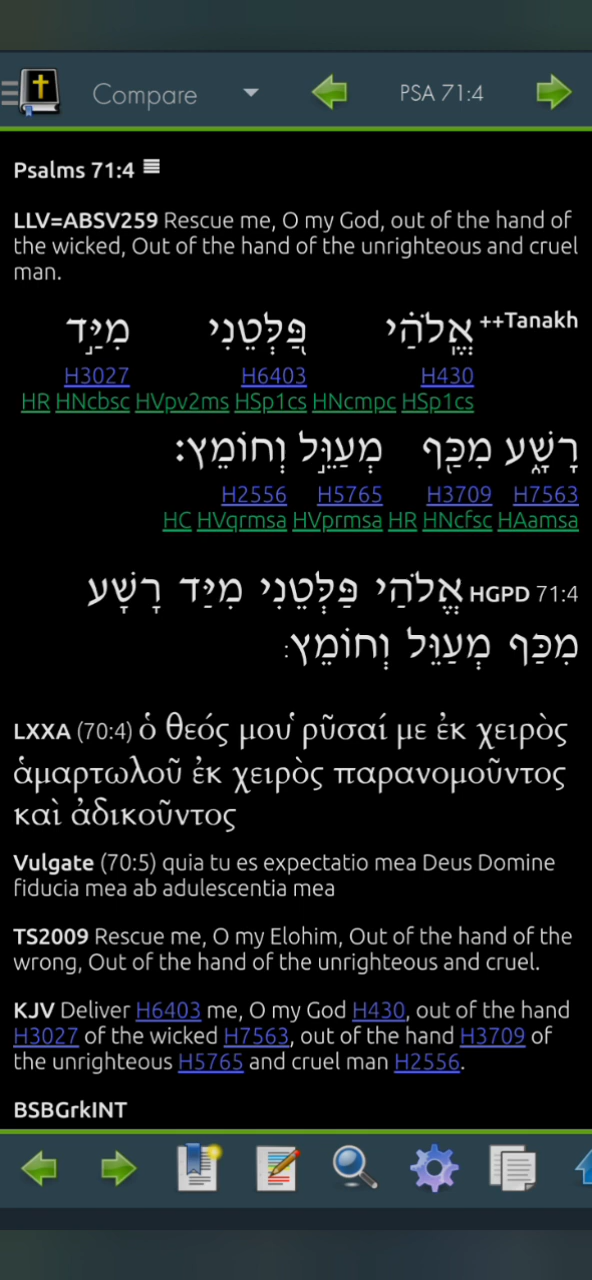 Compare
PSA 71:4
Psalms 71:4
LLV=ABSV259 Rescue me, O my God, out of the hand of
the wicked, Out of the hand of the unrighteous and cruel
man.
++Tanakh אֱֽלֹהַ֗י פַּ֭לְּטֵנִי מִיַּ֣ד
H430 H6403 H3027
HR HNcbsc HVpv2ms HSp1cs HNcmpc HSp1cs
רָשָׁ֑ע מִכַּ֖ף מְעַוֵּ֣ל וְחוֹמֵץ׃
H7563 H3709 H5765 H2556
HC HVqrmsa HVprmsa HR HNcfsc HAamsa
HGPD 71:4 אֱלֹהַי פַּלְּטֵנִי מִיַּד רָשָׁע
מִכַּף מְעַוֵּל וְחוֹמֵץ׃
LXXA (70:4) ὁ θεός μου ῥῦσαί με ἐκ χειρὸς
ἁμαρτωλοῦ ἐκ χειρὸς παρανομοῦντος
καὶ ἀδικοῦντος
Vulgate (70:5) quia tu es expectatio mea Deus Domine
fiducia mea ab adulescentia mea
TS2009 Rescue me, O my Elohim, Out of the hand of the
wrong, Out of the hand of the unrighteous and cruel.
KJV Deliver H6403 me, O my God H430, out of the hand
H3027 of the wicked H7563, out of the hand H3709 of
the unrighteous H5765 and cruel man H2556.
BSBGrkINT